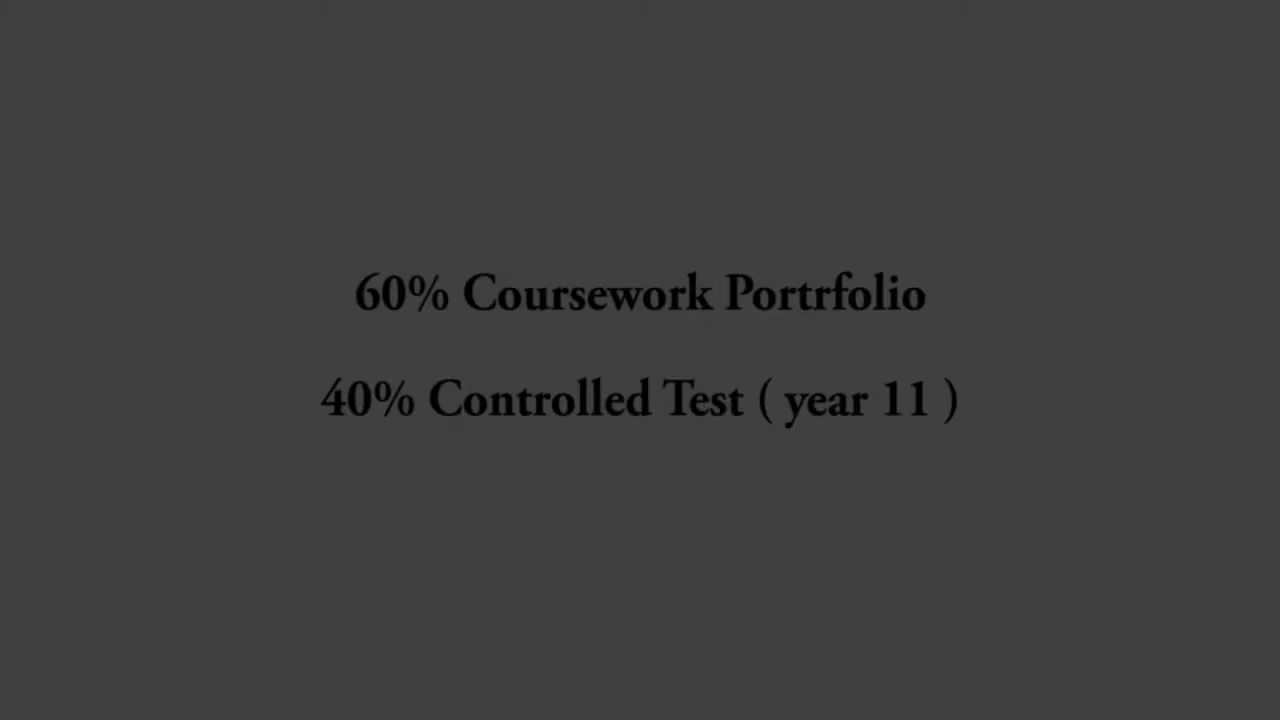 60% Coursework Portrfolio
40% Controlled Test ( year 11 )